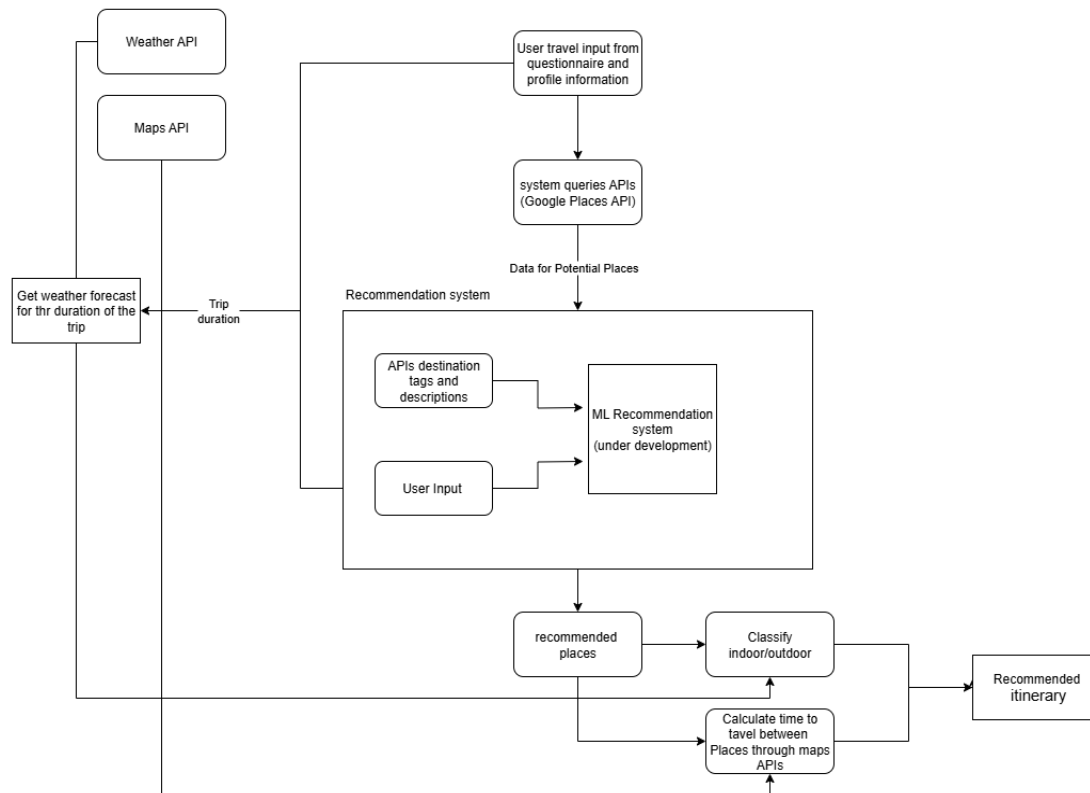 Weather API
User travel input from
questionnaire and
profile information
Maps API
system queries APIs
(Google Places API)
Data for Potential Places
Get weather forecast
for thr duration of the
trip
Trip
duration
Recommendation system
APIs destination
tags and
descriptions
ML Recommendation
system
(under development)
User Input
recommended
places
Classify
indoor/outdoor
Recommended
itinerary
Calculate time to
tavel between
Places through maps
APIs